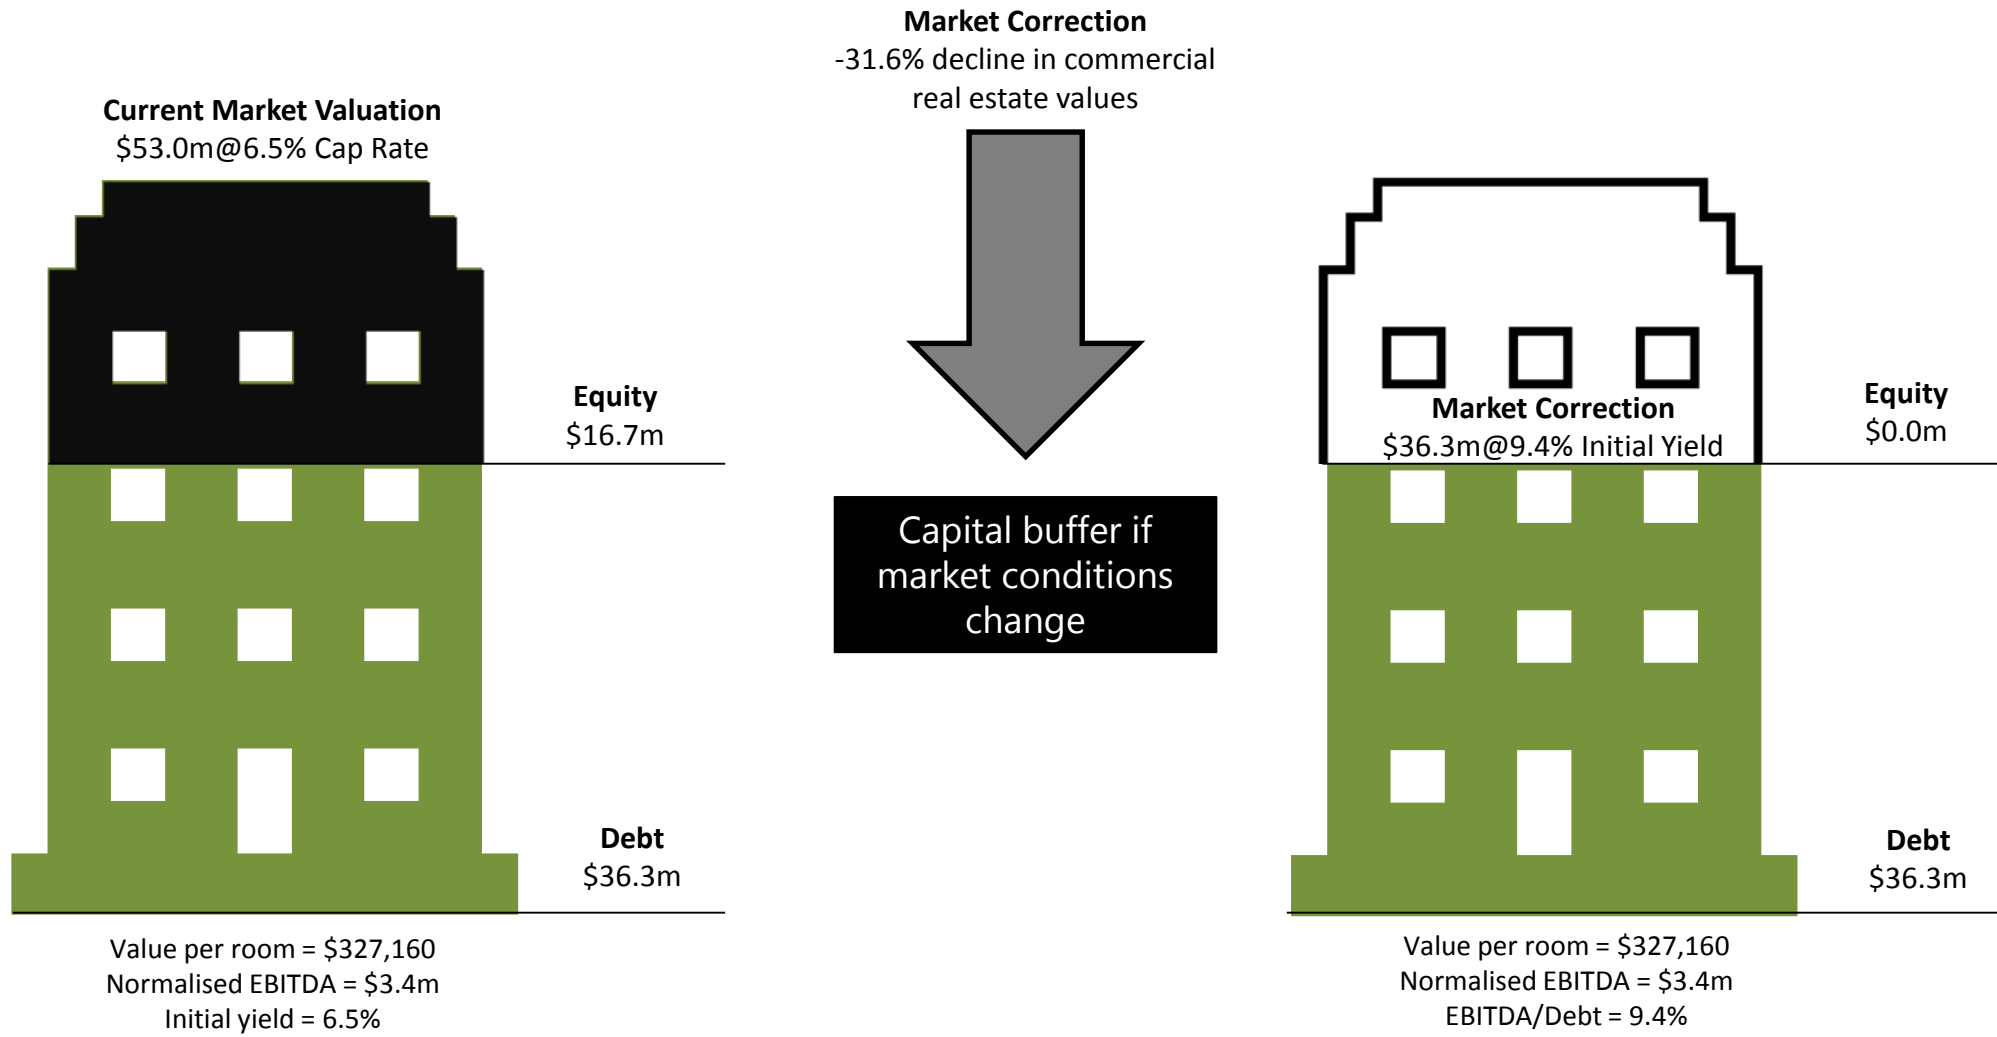 Market Correction
-31.6% decline in commercial
real estate values
Current Market Valuation
$53.0m@6.5% Cap Rate
Equity
$16.7m
Debt
$36.3m
Value per room = $327,160
Normalised EBITDA = $3.4m
Initial yield = 6.5%
Capital buffer if
market conditions
change
Market Correction
$36.3m@9.4% Initial Yield
Equity
$0.0m
Debt
$36.3m
Value per room = $327,160
Normalised EBITDA = $3.4m
EBITDA/Debt = 9.4%